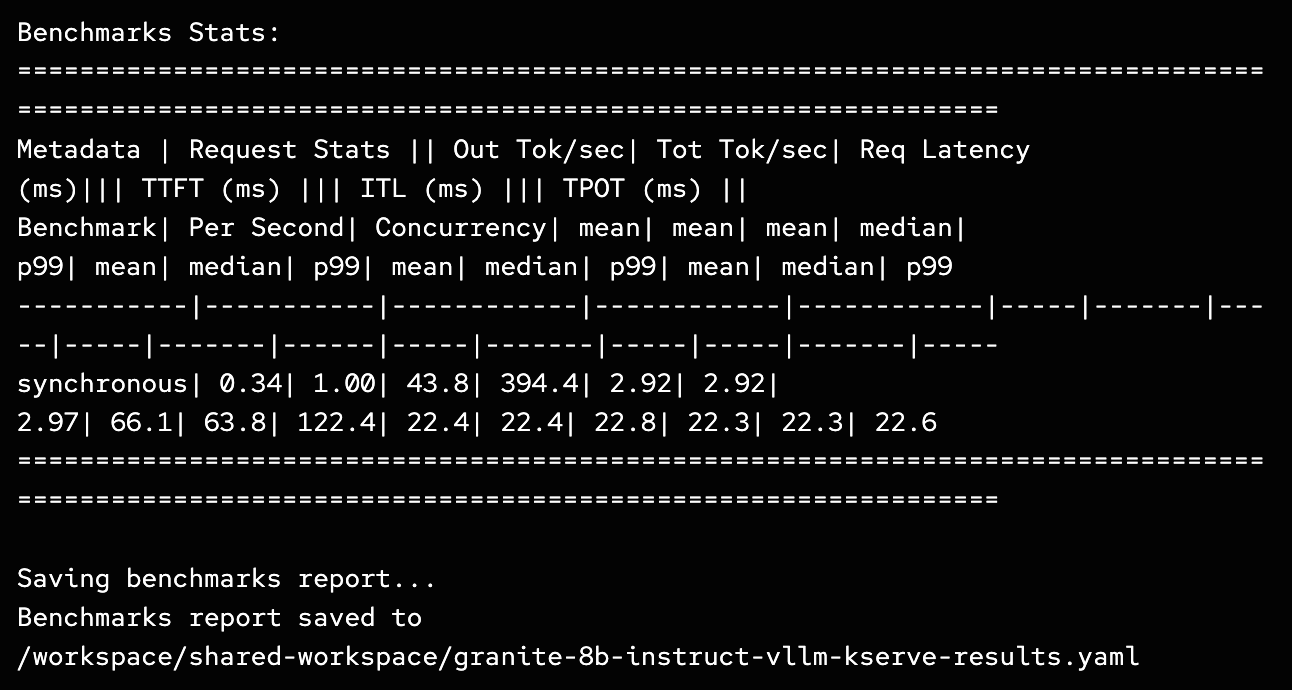 Benchmarks Stats:
================================================================================
===============================================================
Metadata | Request Stats || Out Tok/sec| Tot Tok/sec| Req Latency
(ms)||| TTFT (ms) ||| ITL (ms) ||| TPOT (ms) ||
Benchmark| Per Second| Concurrency| mean| mean| mean| median|
p99| mean| median| p99| mean| median| p99| mean| median| p99
-----------|-----------|------------|------------|------------|-----|-------|---
--|-----|-------|------|-----|-------|-----|-----|-------|-----
synchronous| 0.34| 1.00| 43.8| 394.4| 2.92| 2.92|
2.97| 66.1| 63.8| 122.4| 22.4| 22.4| 22.8| 22.3| 22.3| 22.6
================================================================================
===============================================================
Saving benchmarks report...
Benchmarks report saved to
/workspace/shared-workspace/granite-8b-instruct-vllm-kserve-results.yaml